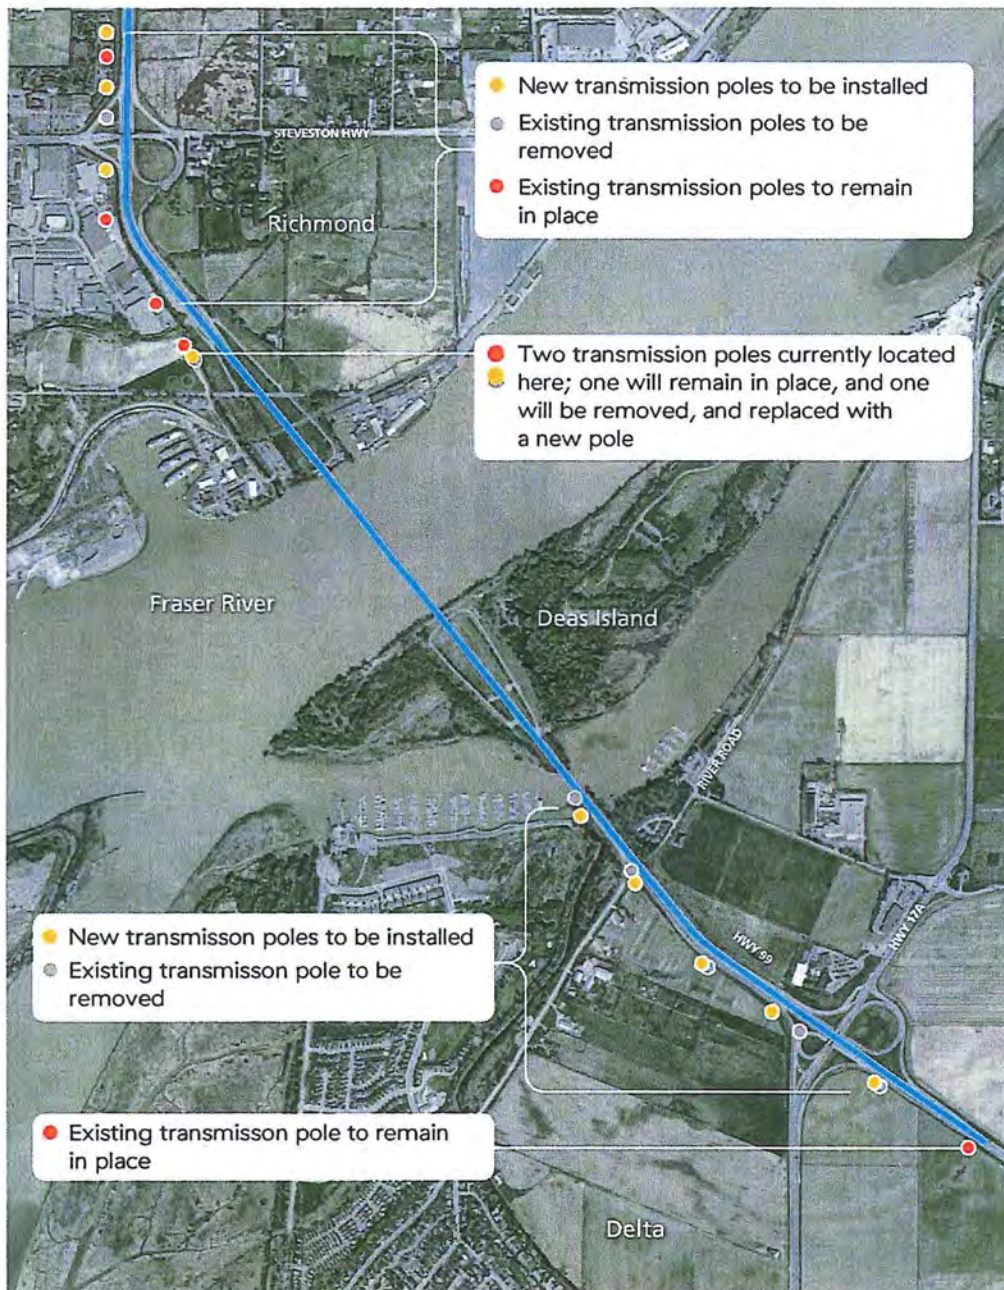 New transmission poles to be installed
Existing transmission poles to be
removed
Existing transmission poles to remain
in place
STEVESTON HWY
Richmond
Two transmission poles currently located
here; one will remain in place, and one
will be removed, and replaced with
a new pole
Fraser River
Deas Island
RIVER ROAD
HWY 17A
HWY 99
New transmisson poles to be installed
Existing transmisson pole to be
removed
Existing transmisson pole to remain
in place
Delta